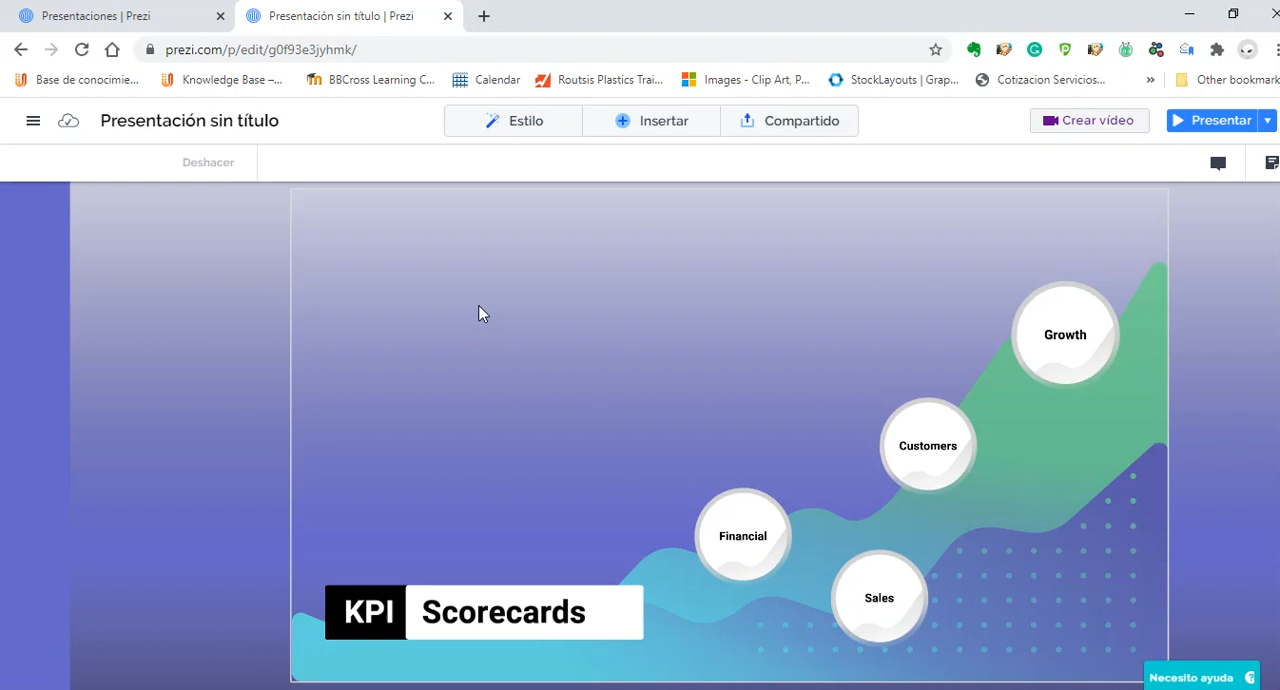 Presentaciones | Prezi
Presentación sin título | Prezi
prezi.com/p/edit/g0f93e3jyhmk/
Base de conocimie...
Knowledge Base –...
BBCross Learning C...
Calendar
Routis Plastics Trai...
Images - Clip Art, P...
StockLayouts | Grap...
Cotizacion Servicios...
»
Other bookmark
Presentación sin título
Estilo
Insertar
Compartido
Crear vídeo
Presentar
Deshacer
Growth
Customers
Financial
Sales
KPI Scorecards
Necesito ayuda ?